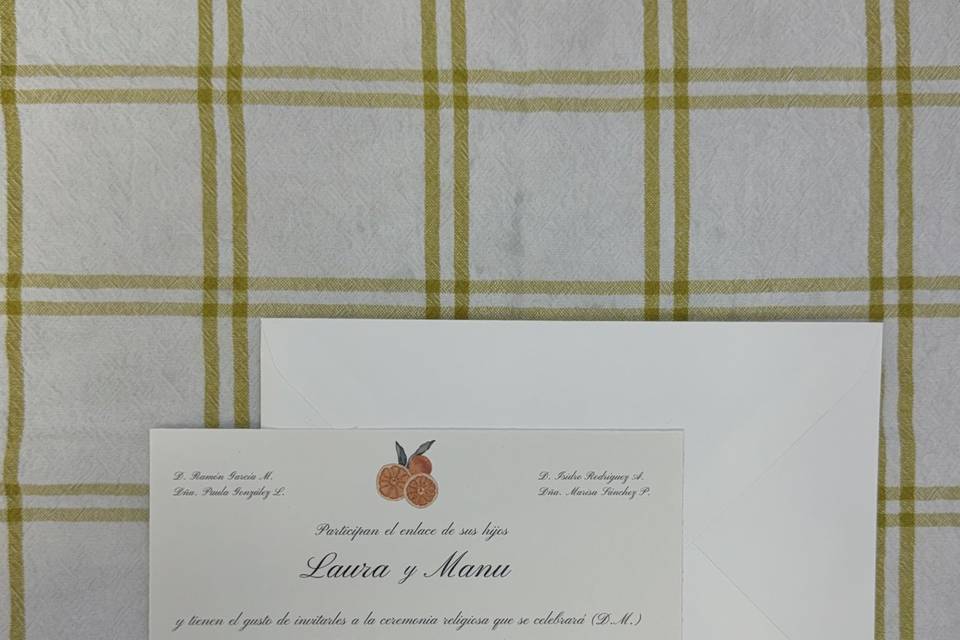 D. Ramón García M.
Dña. Paula González L.
D. Isidro Rodríguez A.
Dña. Marisa Sánchez P.
Participan el enlace de sus hijos
Laura y Manu
y tienen el gusto de invitarles a la ceremonia religiosa que se celebrará (D.M.)